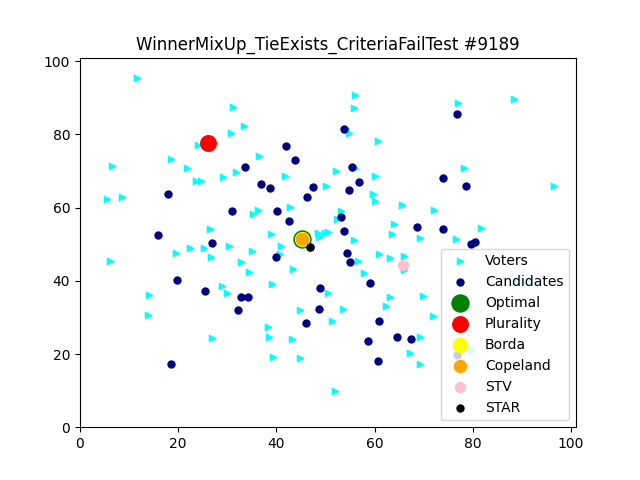 WinnerMixUp_TieExists_CriteriaFailTest #9189
100
80
60
40
20
0
0 20 40 60 80 100
Voters
Candidates
Optimal
Plurality
Borda
Copeland
STV
STAR